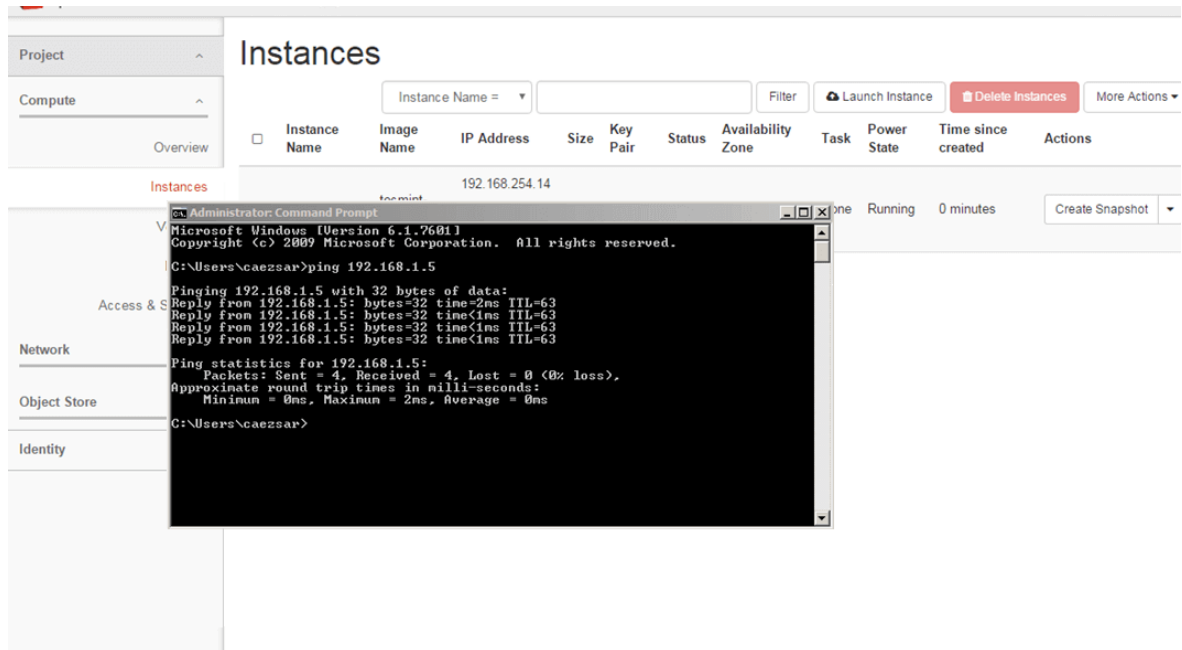 Instances
Project
Compute
Overview
Instances
Access & S
Network
Object Store
Identity
Instance Name =
Filter
Launch Instance
Delete Instances
More Actions
Instance Name
Image Name
IP Address
Size
Key Pair
Status
Availability Zone
Task
Power State
Time since created
Actions
192.168.254.14
tecmint
Running
0 minutes
Create Snapshot
Administrator: Command Prompt
Microsoft Windows [Version 6.1.7601]
Copyright (c) 2009 Microsoft Corporation. All rights reserved.
C:\Users\caezsar>ping 192.168.1.5
Pinging 192.168.1.5 with 32 bytes of data:
Reply from 192.168.1.5: bytes=32 time=2ms TTL=63
Reply from 192.168.1.5: bytes=32 time<1ms TTL=63
Reply from 192.168.1.5: bytes=32 time<1ms TTL=63
Reply from 192.168.1.5: bytes=32 time<1ms TTL=63
Ping statistics for 192.168.1.5:
Packets: Sent = 4, Received = 4, Lost = 0 (0% loss),
Approximate round trip times in milli-seconds:
Minimum = 0ms, Maximum = 2ms, Average = 0ms
C:\Users\caezsar>